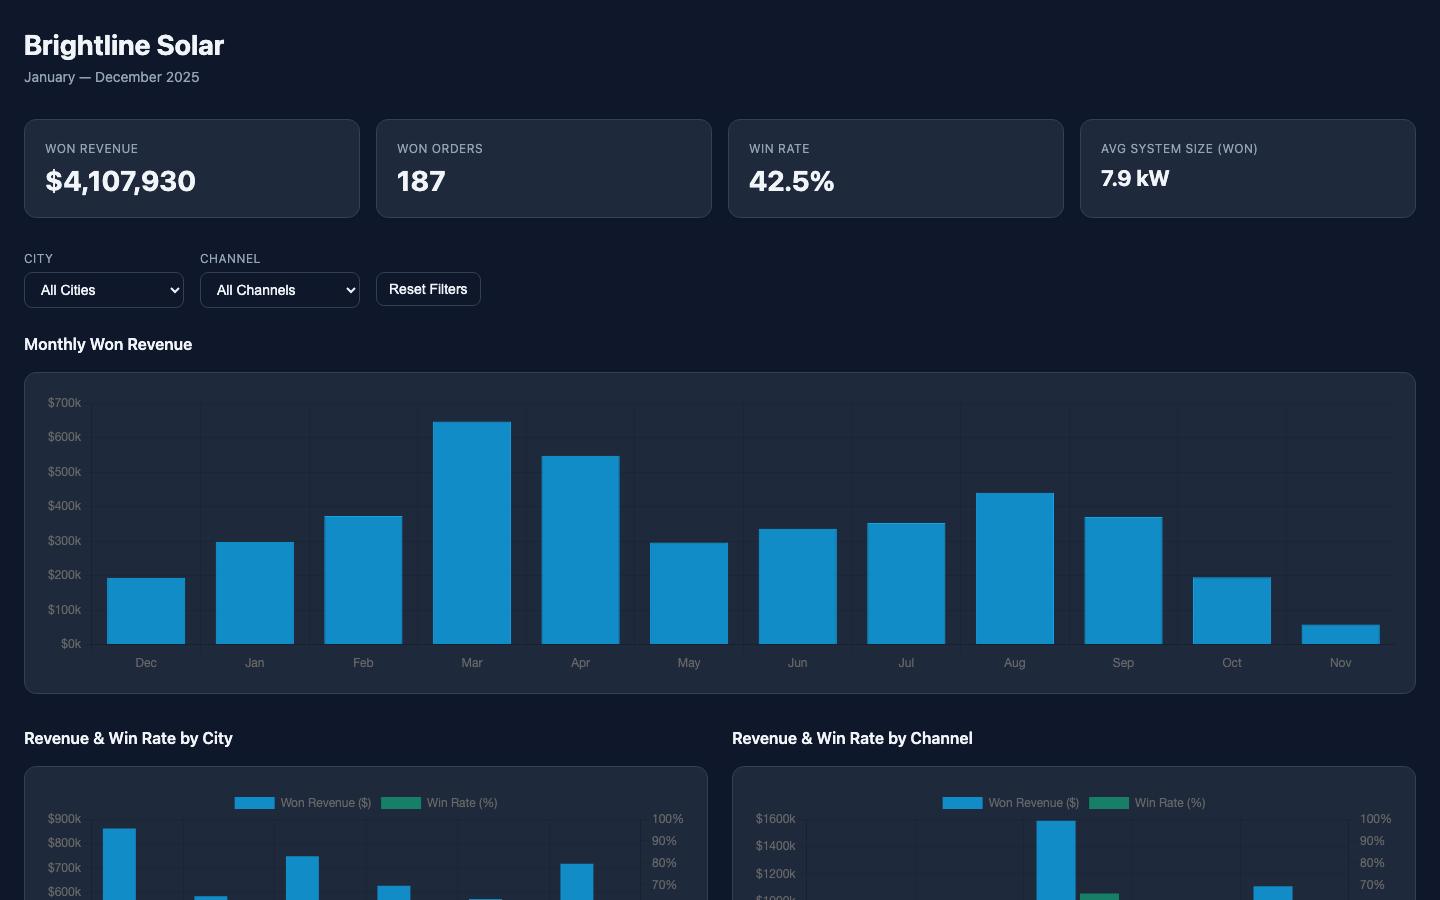 Brightline Solar
January — December 2025
WON REVENUE
$4,107,930
WON ORDERS
187
WIN RATE
42.5%
AVG SYSTEM SIZE (WON)
7.9 kW
CITY
All Cities
CHANNEL
All Channels
Reset Filters
Monthly Won Revenue
$700k
$600k
$500k
$400k
$300k
$200k
$100k
$0k
Dec Jan Feb Mar Apr May Jun Jul Aug Sep Oct Nov
Revenue & Win Rate by City
Won Revenue ($) Win Rate (%)
$900k 100%
$800k 90%
$700k 80%
$600k 70%
Revenue & Win Rate by Channel
Won Revenue ($) Win Rate (%)
$1600k 100%
$1400k 90%
$1200k 80%
70%